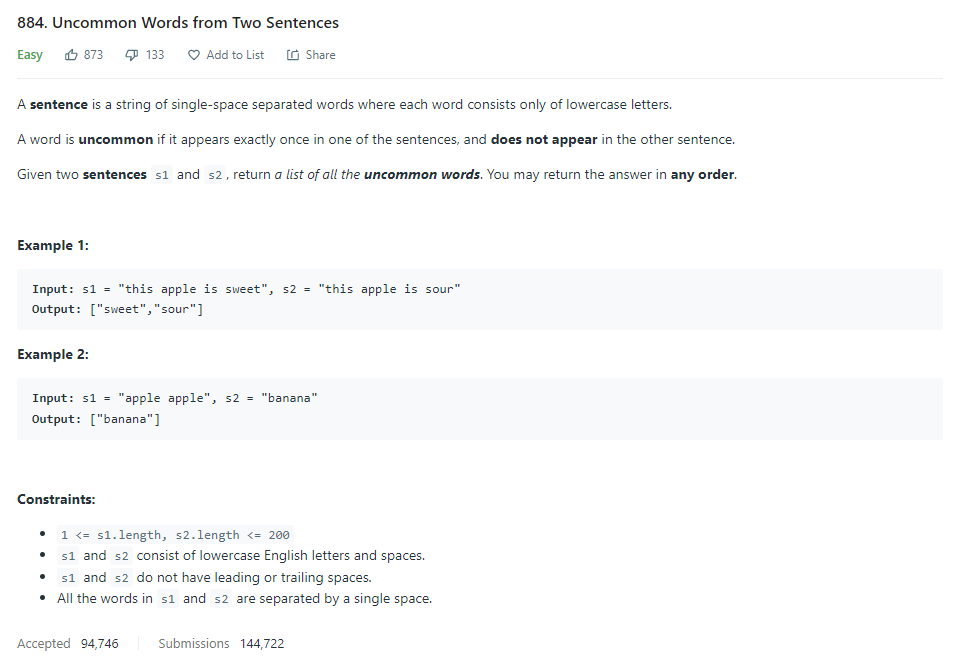 884. Uncommon Words from Two Sentences
Easy 873 133 Add to List Share
A sentence is a string of single-space separated words where each word consists only of lowercase letters.
A word is uncommon if it appears exactly once in one of the sentences, and does not appear in the other sentence.
Given two sentences s1 and s2, return a list of all the uncommon words. You may return the answer in any order.
Example 1:
Input: s1 = "this apple is sweet", s2 = "this apple is sour"
Output: ["sweet","sour"]
Example 2:
Input: s1 = "apple apple", s2 = "banana"
Output: ["banana"]
Constraints:
• 1 <= s1.length, s2.length <= 200
• s1 and s2 consist of lowercase English letters and spaces.
• s1 and s2 do not have leading or trailing spaces.
• All the words in s1 and s2 are separated by a single space.
Accepted 94,746 Submissions 144,722